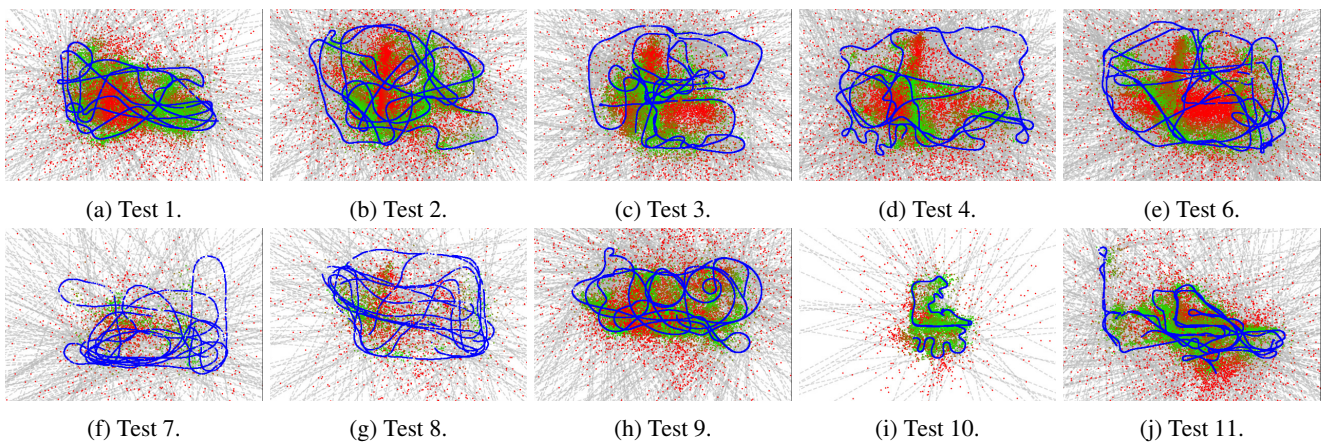 (a) Test 1.
(b) Test 2.
(c) Test 3.
(d) Test 4.
(e) Test 6.
(f) Test 7.
(g) Test 8.
(h) Test 9.
(i) Test 10.
(j) Test 11.